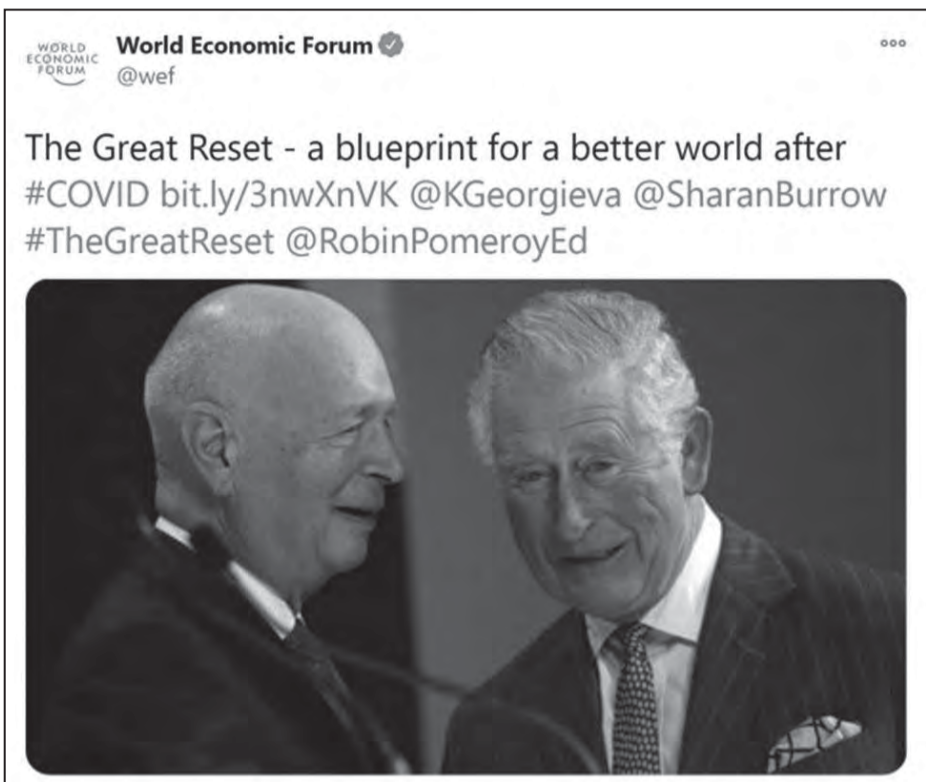 WORLD
ECONOMIC
FORUM
World Economic Forum
@wef
The Great Reset - a blueprint for a better world after
#COVID bit.ly/3nwXnVK @KGeorgieva @SharanBurrow
#TheGreatReset @RobinPomeroyEd